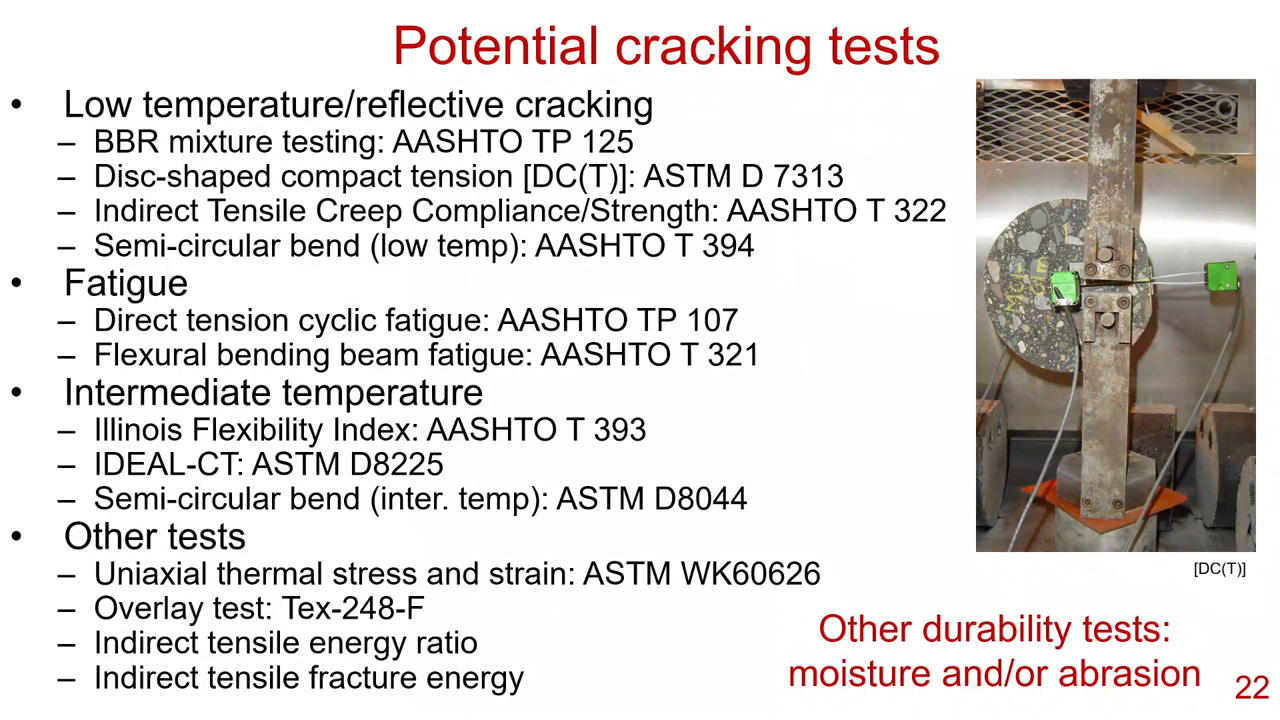 Potential cracking tests
• Low temperature/reflective cracking
– BBR mixture testing: AASHTO TP 125
– Disc-shaped compact tension [DC(T)]: ASTM D 7313
– Indirect Tensile Creep Compliance/Strength: AASHTO T 322
– Semi-circular bend (low temp): AASHTO T 394
• Fatigue
– Direct tension cyclic fatigue: AASHTO TP 107
– Flexural bending beam fatigue: AASHTO T 321
• Intermediate temperature
– Illinois Flexibility Index: AASHTO T 393
– IDEAL-CT: ASTM D8225
– Semi-circular bend (inter. temp): ASTM D8044
• Other tests
– Uniaxial thermal stress and strain: ASTM WK60626
– Overlay test: Tex-248-F
– Indirect tensile energy ratio
– Indirect tensile fracture energy
[DC(T)]
Other durability tests:
moisture and/or abrasion
22